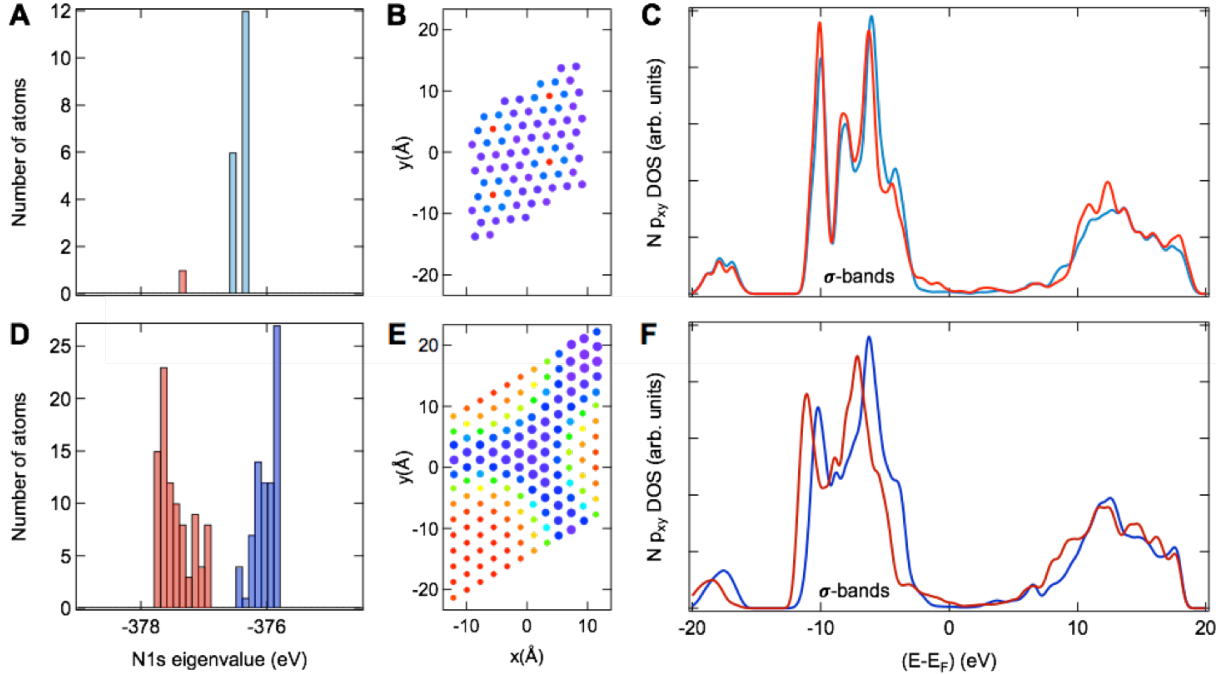 A
Number of atoms
12
10
8
6
4
2
0
B
y(Å)
20
10
0
-10
-20
C
N pxy DOS (arb. units)
σ-bands
D
Number of atoms
25
20
15
10
5
0
-378
-376
N1s eigenvalue (eV)
E
y(Å)
20
10
0
-10
-20
-10
0
10
x(Å)
F
N pxy DOS (arb. units)
σ-bands
-20
-10
0
10
20
(E-EF) (eV)